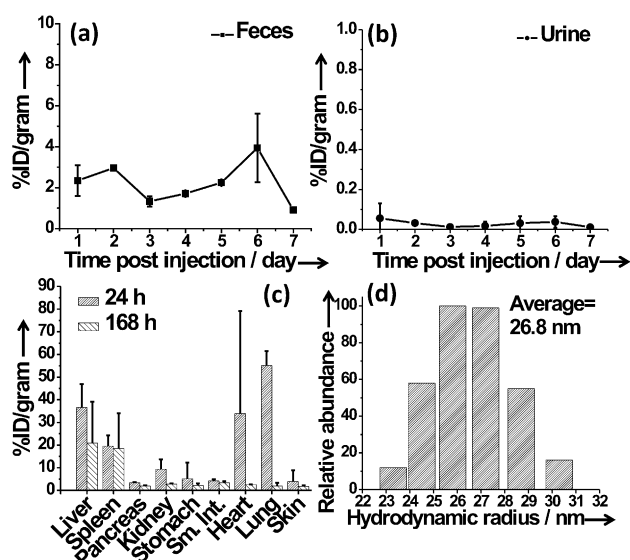 (a)
Feces
%ID/gram
10
8
6
4
2
0
1 2 3 4 5 6 7
Time post injection / day
(b)
Urine
%ID/gram
1.0
0.8
0.6
0.4
0.2
0.0
1 2 3 4 5 6 7
Time post injection / day
(c)
24 h
168 h
%ID/gram
90
80
70
60
50
40
30
20
10
0
Liver
Spleen
Pancreas
Kidney
Stomach
Sm. Int.
Heart
Lung
Skin
(d)
Average=
26.8 nm
Relative abundance
100
80
60
40
20
0
22 23 24 25 26 27 28 29 30 31 32
Hydrodynamic radius / nm